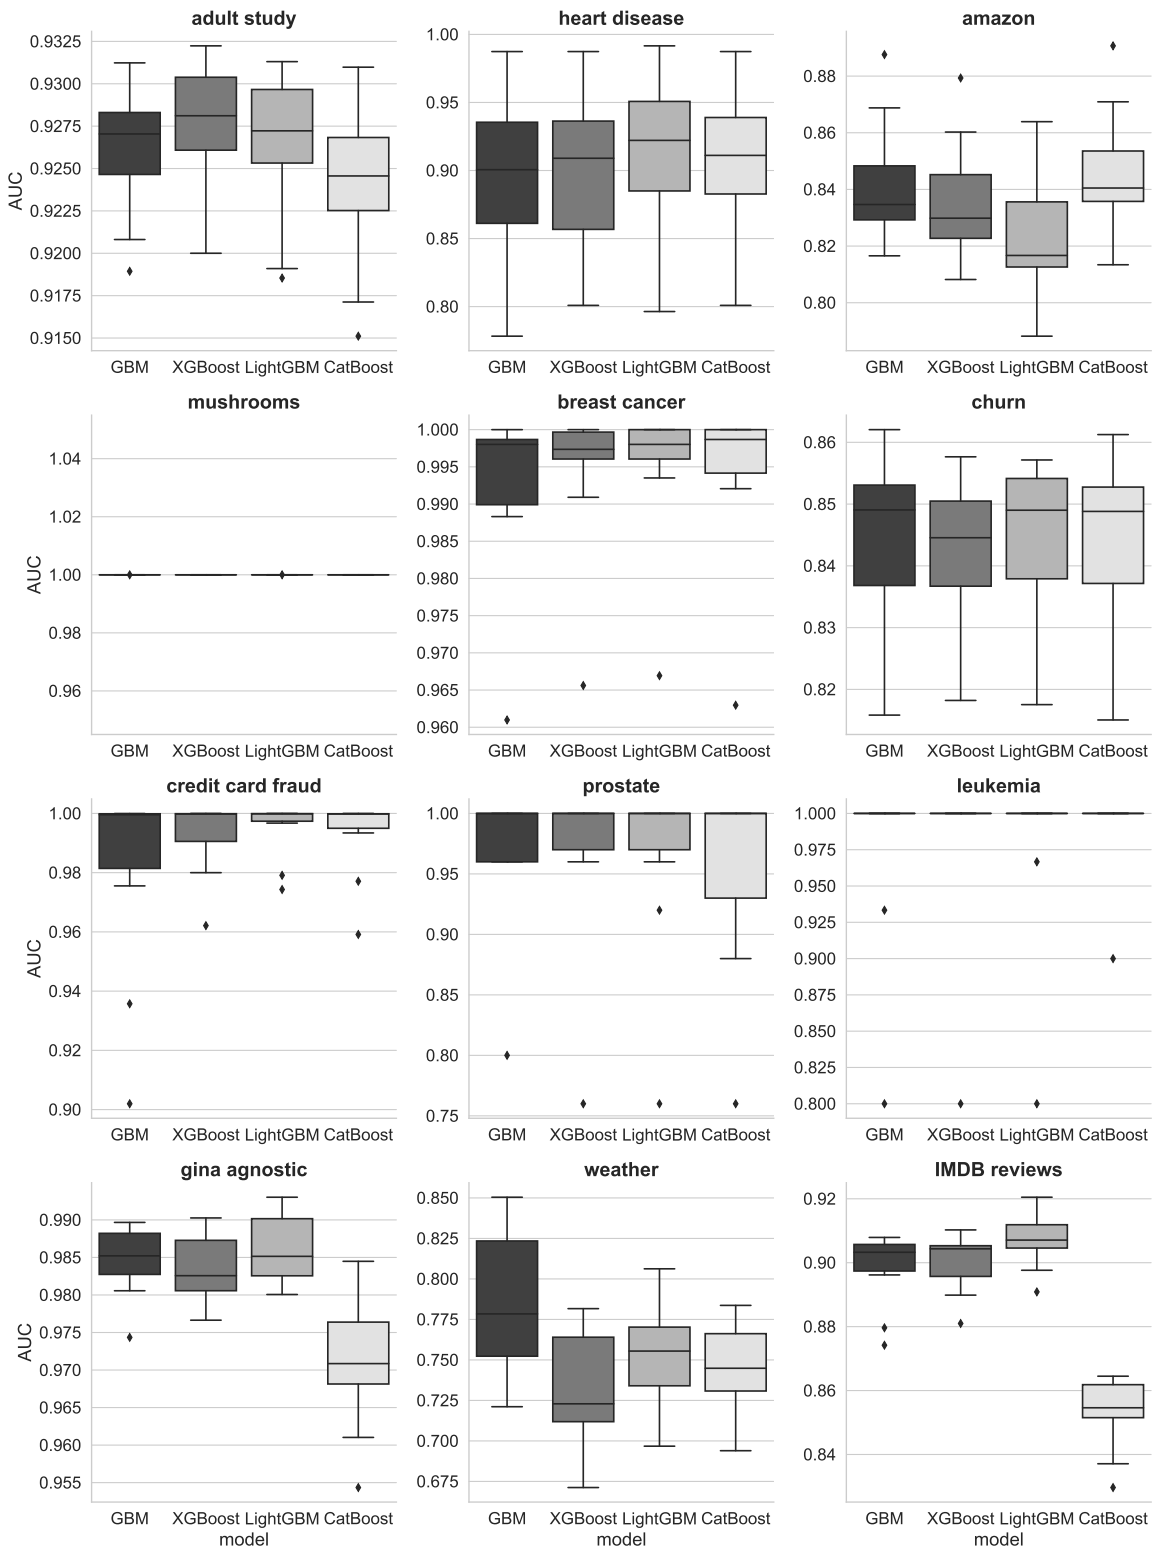 adult study
heart disease
amazon
0.9325
0.9300
0.9275
0.9250
0.9225
0.9200
0.9175
0.9150
AUC
GBM XGBoost LightGBM CatBoost
1.00
0.95
0.90
0.85
0.80
GBM XGBoost LightGBM CatBoost
0.88
0.86
0.84
0.82
0.80
GBM XGBoost LightGBM CatBoost
mushrooms
breast cancer
churn
1.04
1.02
1.00
0.98
0.96
AUC
GBM XGBoost LightGBM CatBoost
1.000
0.995
0.990
0.985
0.980
0.975
0.970
0.965
0.960
GBM XGBoost LightGBM CatBoost
0.86
0.85
0.84
0.83
0.82
GBM XGBoost LightGBM CatBoost
credit card fraud
prostate
leukemia
1.00
0.98
0.96
0.94
0.92
0.90
AUC
GBM XGBoost LightGBM CatBoost
1.00
0.95
0.90
0.85
0.80
0.75
GBM XGBoost LightGBM CatBoost
1.000
0.975
0.950
0.925
0.900
0.875
0.850
0.825
0.800
GBM XGBoost LightGBM CatBoost
gina agnostic
weather
IMDB reviews
0.990
0.985
0.980
0.975
0.970
0.965
0.960
0.955
AUC
GBM XGBoost LightGBM CatBoost
model
0.850
0.825
0.800
0.775
0.750
0.725
0.700
0.675
GBM XGBoost LightGBM CatBoost
model
0.92
0.90
0.88
0.86
0.84
GBM XGBoost LightGBM CatBoost
model